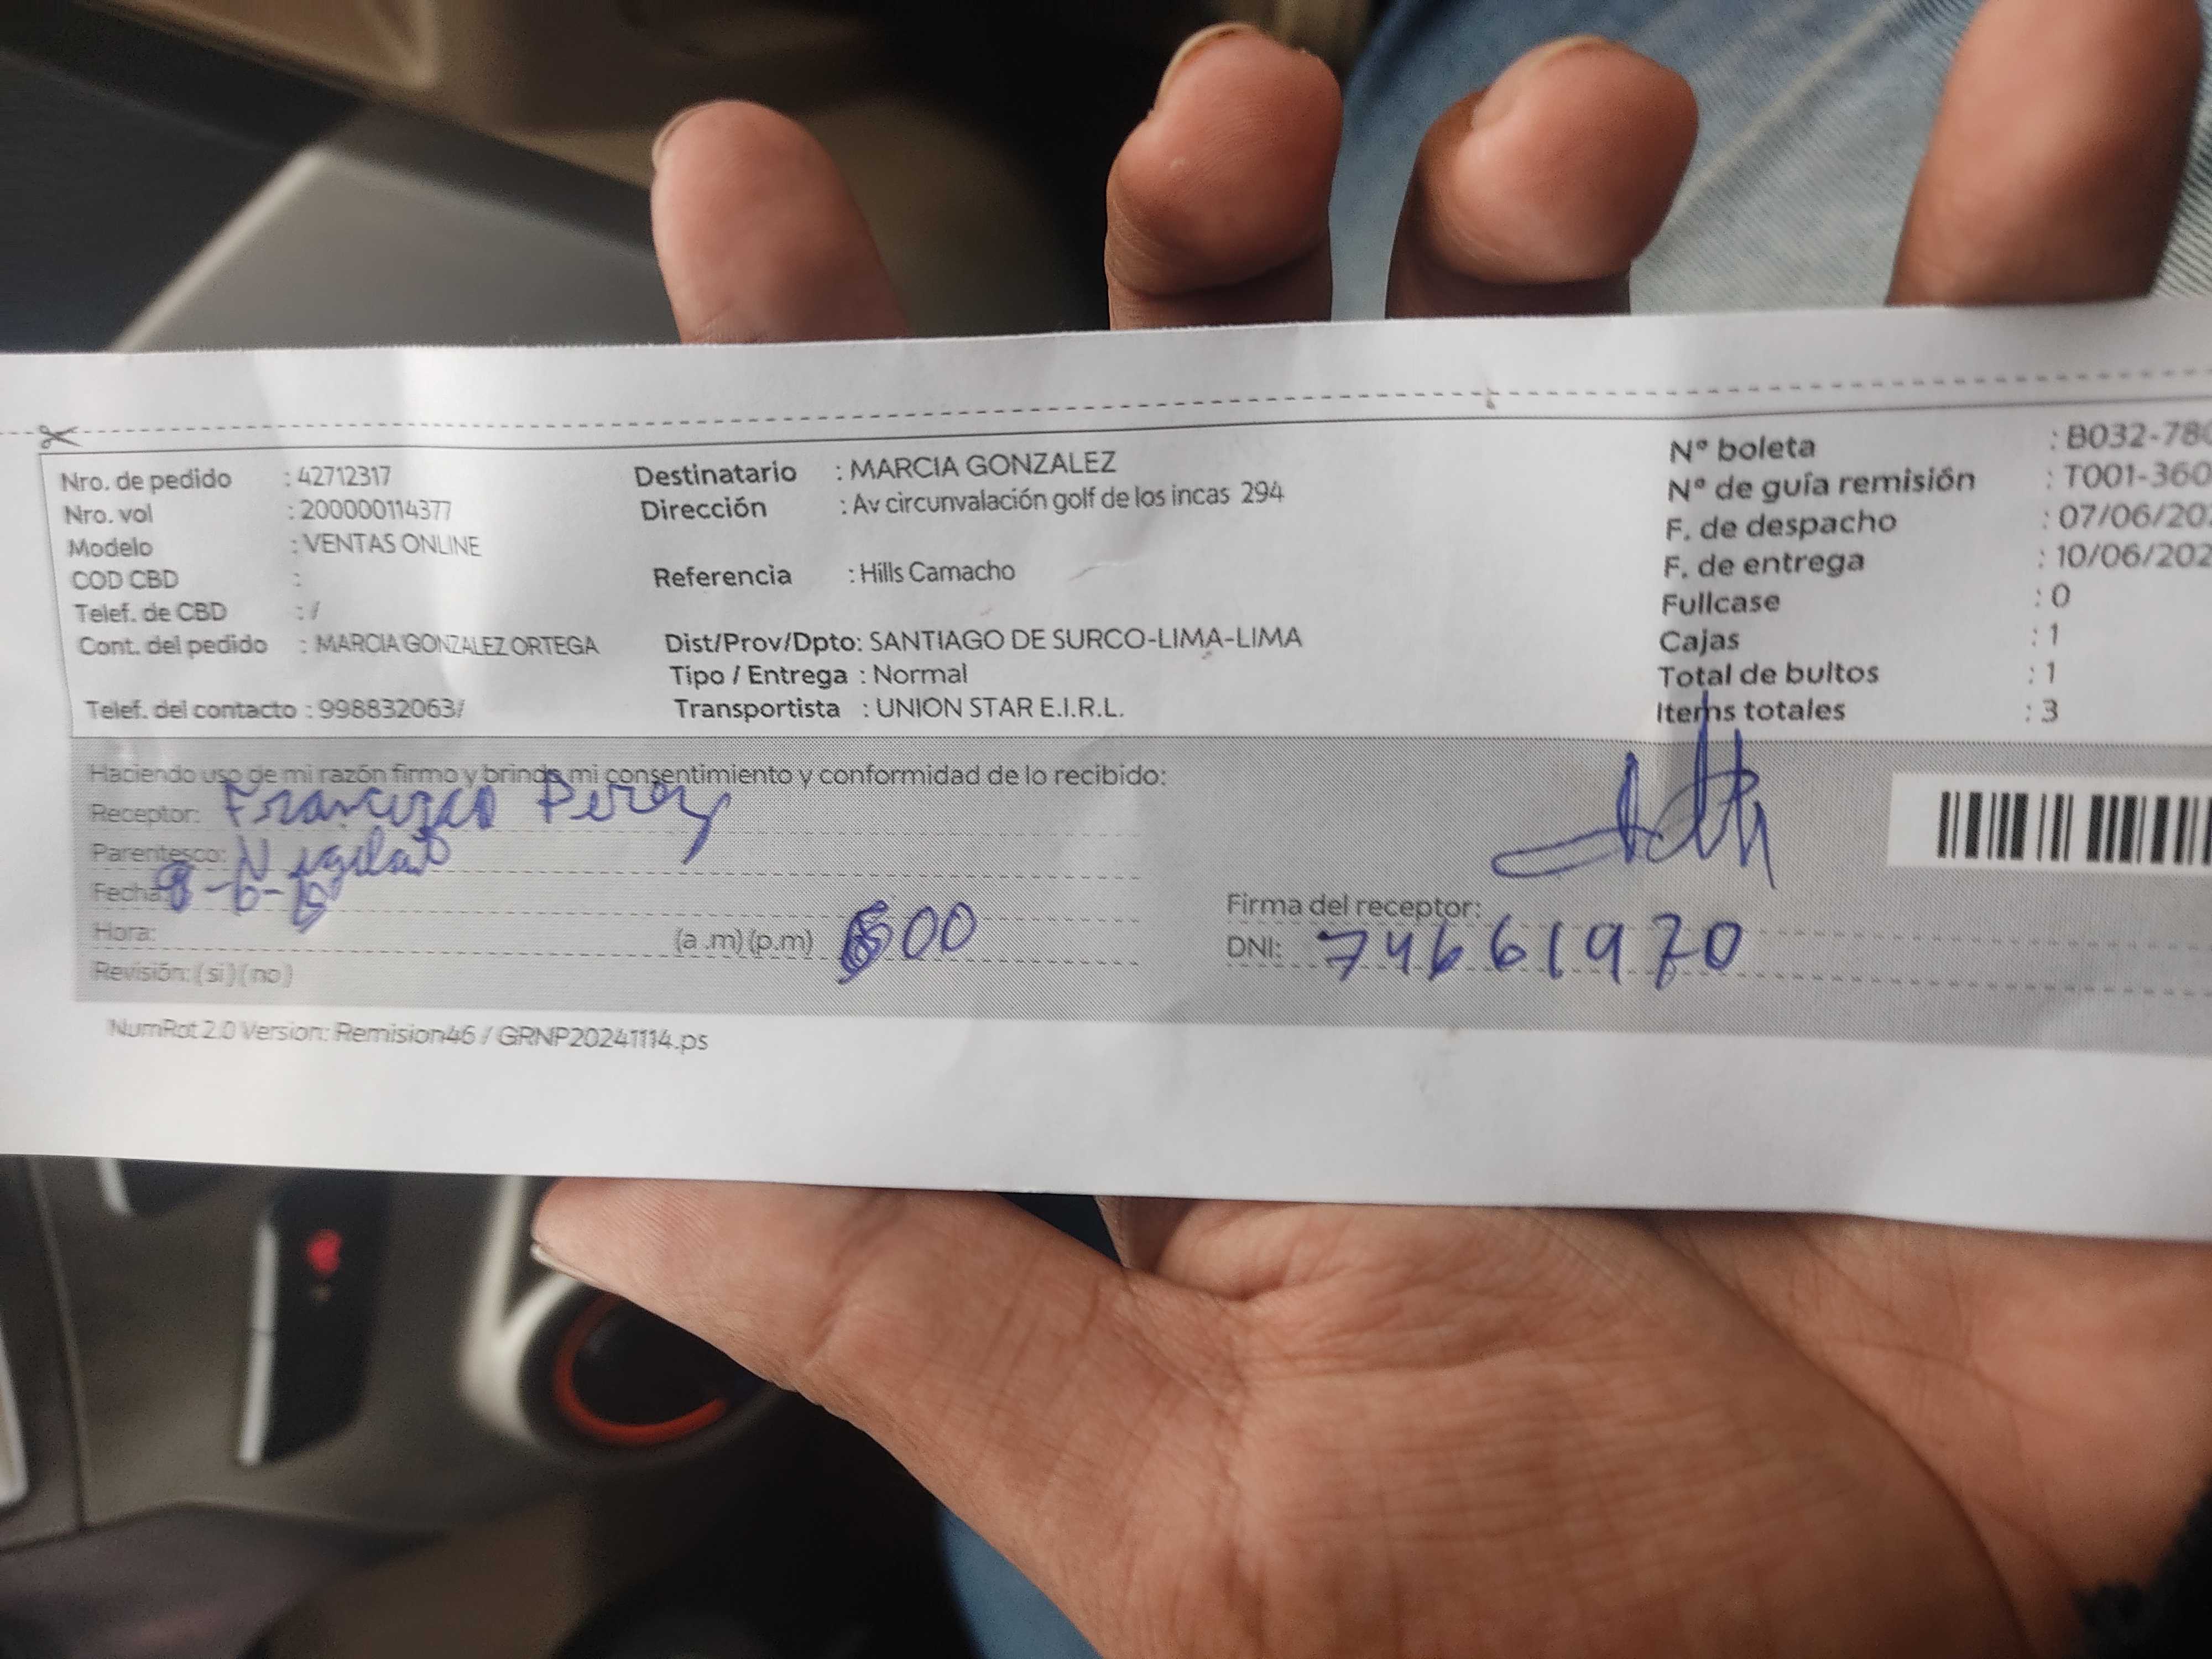 Nro. de pedido : 42712317
Nro. vol : 200000114377
Modelo : VENTAS ONLINE
COD CBD :
Telef. de CBD : /
Cont. del pedido : MARCIA GONZALEZ ORTEGA
Telef. del contacto : 998832063/
Destinatario : MARCIA GONZALEZ
Dirección : Av circunvalación golf de los incas 294
Referencia : Hills Camacho
Dist/Prov/Dpto: SANTIAGO DE SURCO-LIMA-LIMA
Tipo / Entrega : Normal
Transportista : UNION STAR E.I.R.L.
Nº boleta : B032-78
Nº de guía remisión : T001-360
F. de despacho : 07/06/20
F. de entrega : 10/06/202
Fullcase : 0
Cajas : 1
Total de bultos : 1
Items totales : 3
Haciendo uso de mi razón firmo y brindo mi consentimiento y conformidad de lo recibido:
Receptor: Francisco Perez
Parentesco:
Fecha:
Hora: (a .m) (p.m)
Revisión: ( si ) ( no )
Firma del receptor:
DNI: 74661970
NumRot 2.0 Version: Remision46 / GRNP20241114.ps